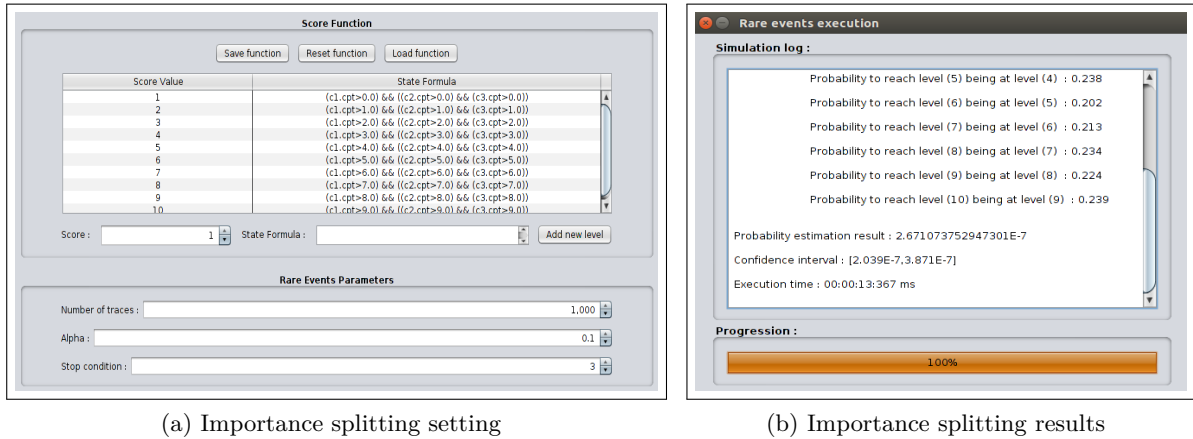 Score Function
Save function Reset function Load function
Score Value State Formula
1 (c1.cpt>0.0) && ((c2.cpt>0.0) && (c3.cpt>0.0))
2 (c1.cpt>1.0) && ((c2.cpt>1.0) && (c3.cpt>1.0))
3 (c1.cpt>2.0) && ((c2.cpt>2.0) && (c3.cpt>2.0))
4 (c1.cpt>3.0) && ((c2.cpt>3.0) && (c3.cpt>3.0))
5 (c1.cpt>4.0) && ((c2.cpt>4.0) && (c3.cpt>4.0))
6 (c1.cpt>5.0) && ((c2.cpt>5.0) && (c3.cpt>5.0))
7 (c1.cpt>6.0) && ((c2.cpt>6.0) && (c3.cpt>6.0))
8 (c1.cpt>7.0) && ((c2.cpt>7.0) && (c3.cpt>7.0))
9 (c1.cpt>8.0) && ((c2.cpt>8.0) && (c3.cpt>8.0))
10 (c1.cpt>9.0) && ((c2.cpt>9.0) && (c3.cpt>9.0))
Score : 1 State Formula : Add new level
Rare Events Parameters
Number of traces : 1,000
Alpha : 0.1
Stop condition : 3
(a) Importance splitting setting
Rare events execution
Simulation log :
Probability to reach level (5) being at level (4) : 0.238
Probability to reach level (6) being at level (5) : 0.202
Probability to reach level (7) being at level (6) : 0.213
Probability to reach level (8) being at level (7) : 0.234
Probability to reach level (9) being at level (8) : 0.224
Probability to reach level (10) being at level (9) : 0.239
Probability estimation result : 2.671073752947301E-7
Confidence interval : [2.039E-7,3.871E-7]
Execution time : 00:00:13:367 ms
Progression :
100%
(b) Importance splitting results